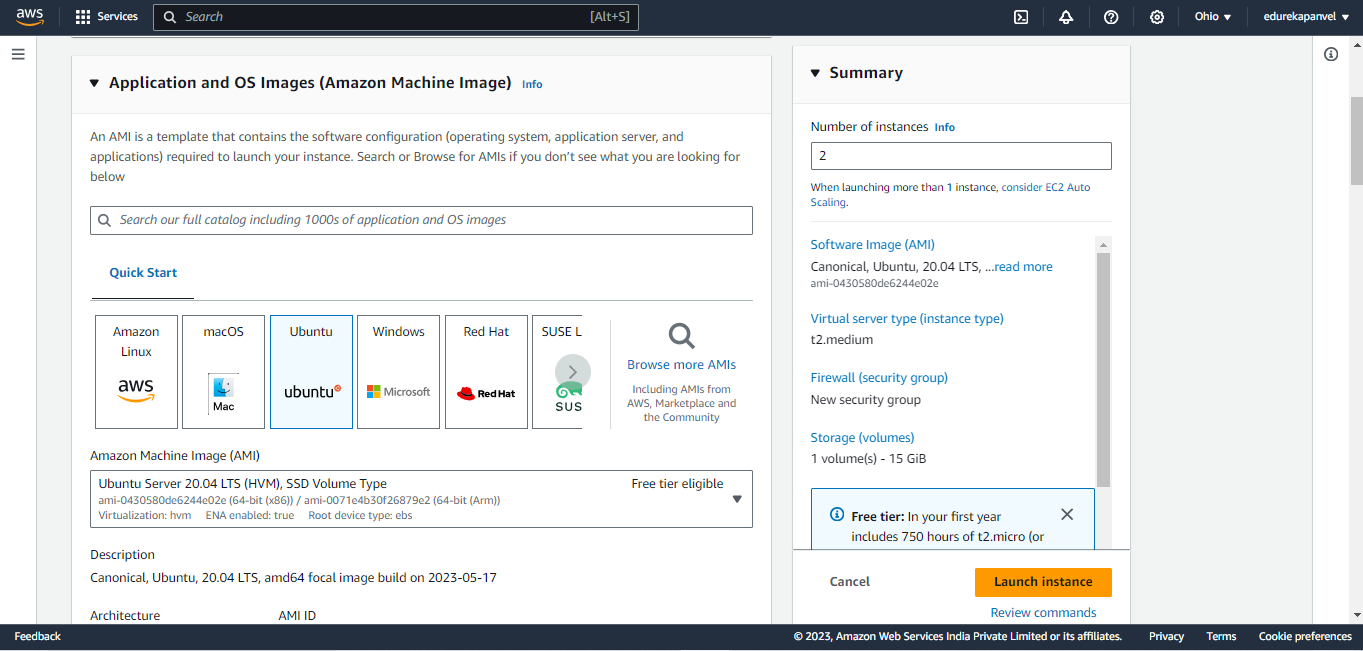 aws
Services
Search
[Alt+S]
Ohio
edurekapanvel
Application and OS Images (Amazon Machine Image) Info
An AMI is a template that contains the software configuration (operating system, application server, and
applications) required to launch your instance. Search or Browse for AMIs if you don’t see what you are looking for
below
Search our full catalog including 1000s of application and OS images
Quick Start
Amazon
Linux
aws
macOS
Mac
Ubuntu
ubuntu
Windows
Microsoft
Red Hat
Red Hat
SUSE L
SUS
Browse more AMIs
Including AMIs from
AWS, Marketplace and
the Community
Amazon Machine Image (AMI)
Ubuntu Server 20.04 LTS (HVM), SSD Volume Type
Free tier eligible
ami-0430580de6244e02e (64-bit (x86)) / ami-0071e4b30f26879e2 (64-bit (Arm))
Virtualization: hvm ENA enabled: true Root device type: ebs
Description
Canonical, Ubuntu, 20.04 LTS, amd64 focal image build on 2023-05-17
Architecture
AMI ID
Summary
Number of instances Info
2
When launching more than 1 instance, consider EC2 Auto
Scaling.
Software Image (AMI)
Canonical, Ubuntu, 20.04 LTS, ...read more
ami-0430580de6244e02e
Virtual server type (instance type)
t2.medium
Firewall (security group)
New security group
Storage (volumes)
1 volume(s) - 15 GiB
Free tier: In your first year
includes 750 hours of t2.micro (or
Cancel
Launch instance
Review commands
Feedback
© 2023, Amazon Web Services India Private Limited or its affiliates.
Privacy
Terms
Cookie preferences